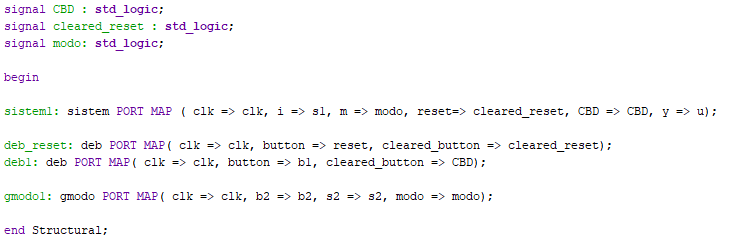 signal CBD : std_logic;
signal cleared_reset : std_logic;
signal modo: std_logic;
begin
sistem1: sistem PORT MAP ( clk => clk, i => s1, m => modo, reset=> cleared_reset, CBD => CBD, y => u);
deb_reset: deb PORT MAP( clk => clk, button => reset, cleared_button => cleared_reset);
deb1: deb PORT MAP( clk => clk, button => b1, cleared_button => CBD);
gmodo1: gmodo PORT MAP( clk => clk, b2 => b2, s2 => s2, modo => modo);
end Structural;